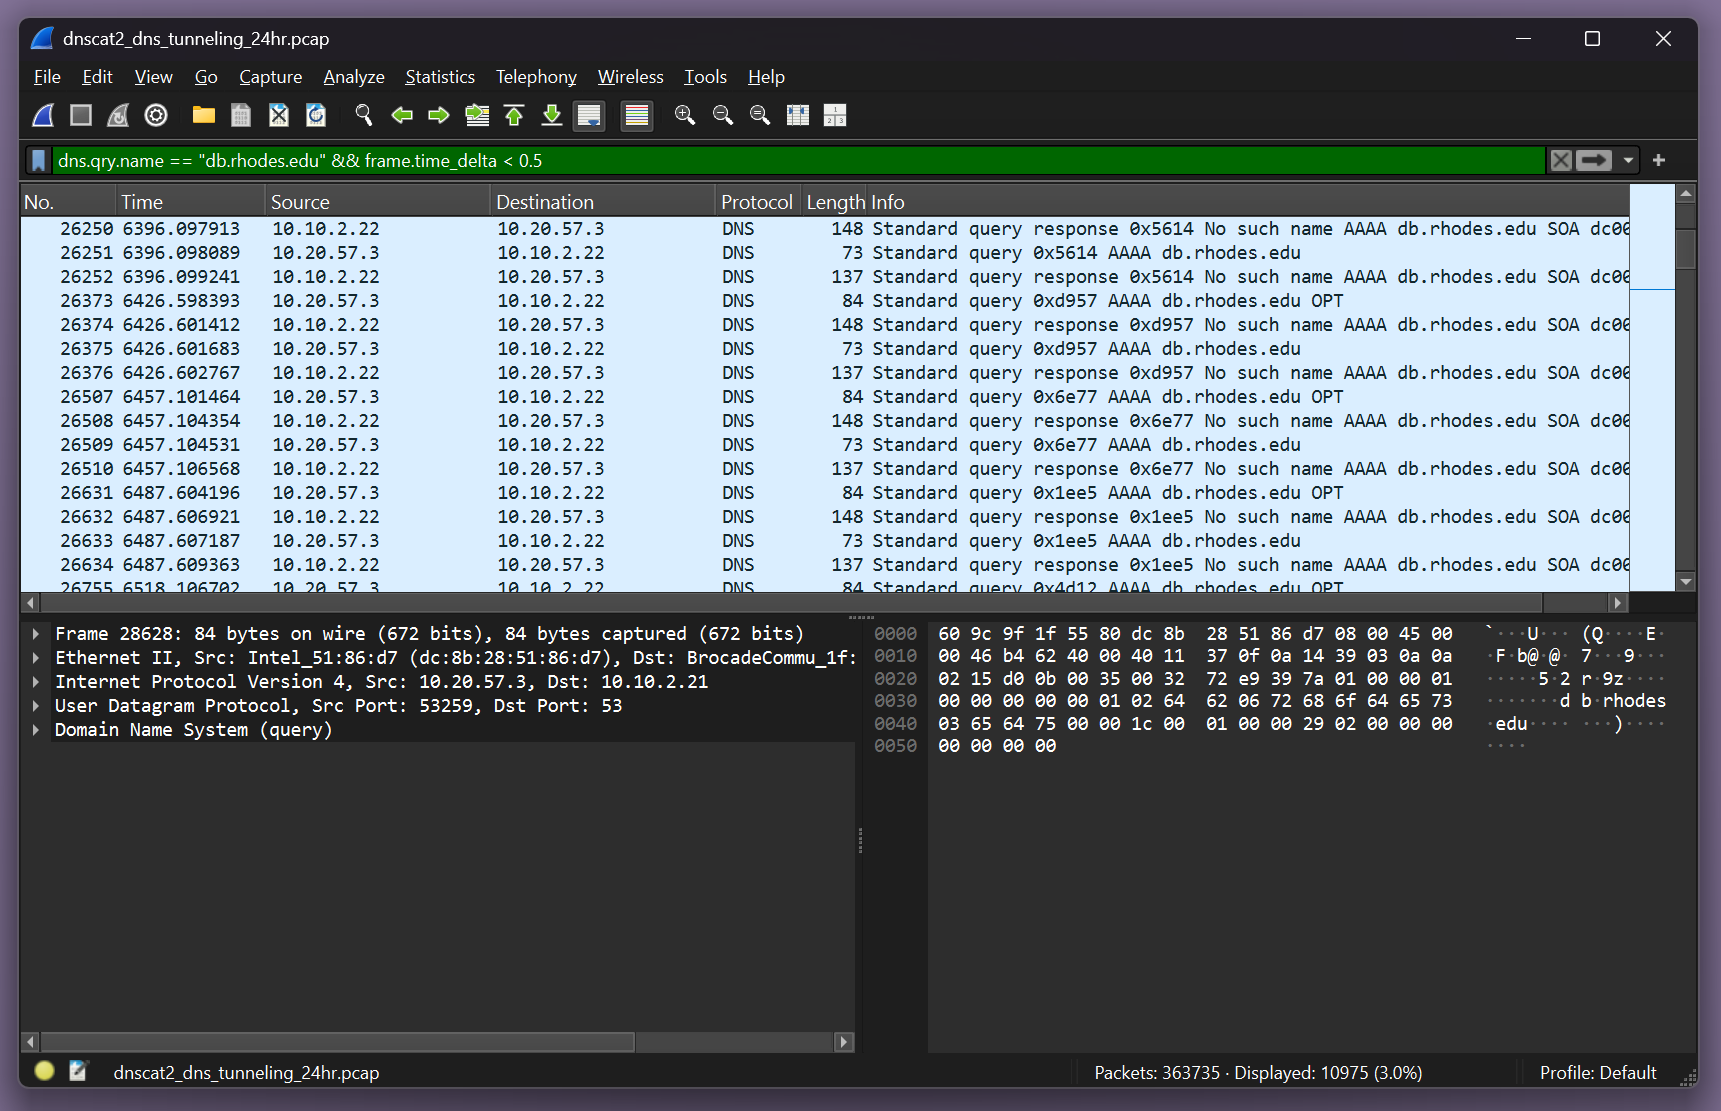 dnscat2_dns_tunneling_24hr.pcap
File Edit View Go Capture Analyze Statistics Telephony Wireless Tools Help
dns.qry.name == "db.rhodes.edu" && frame.time_delta < 0.5
No. Time Source Destination Protocol Length Info
26250 6396.097913 10.10.2.22 10.20.57.3 DNS 148 Standard query response 0x5614 No such name AAAA db.rhodes.edu SOA dc00
26251 6396.098089 10.20.57.3 10.10.2.22 DNS 73 Standard query 0x5614 AAAA db.rhodes.edu
26252 6396.099241 10.10.2.22 10.20.57.3 DNS 137 Standard query response 0x5614 No such name AAAA db.rhodes.edu SOA dc00
26373 6426.598393 10.20.57.3 10.10.2.22 DNS 84 Standard query 0xd957 AAAA db.rhodes.edu OPT
26374 6426.601412 10.10.2.22 10.20.57.3 DNS 148 Standard query response 0xd957 No such name AAAA db.rhodes.edu SOA dc00
26375 6426.601683 10.20.57.3 10.10.2.22 DNS 73 Standard query 0xd957 AAAA db.rhodes.edu
26376 6426.602767 10.10.2.22 10.20.57.3 DNS 137 Standard query response 0xd957 No such name AAAA db.rhodes.edu SOA dc00
26507 6457.101464 10.20.57.3 10.10.2.22 DNS 84 Standard query 0x6e77 AAAA db.rhodes.edu OPT
26508 6457.104354 10.10.2.22 10.20.57.3 DNS 148 Standard query response 0x6e77 No such name AAAA db.rhodes.edu SOA dc00
26509 6457.104531 10.20.57.3 10.10.2.22 DNS 73 Standard query 0x6e77 AAAA db.rhodes.edu
26510 6457.106568 10.10.2.22 10.20.57.3 DNS 137 Standard query response 0x6e77 No such name AAAA db.rhodes.edu SOA dc00
26631 6487.604196 10.20.57.3 10.10.2.22 DNS 84 Standard query 0x1ee5 AAAA db.rhodes.edu OPT
26632 6487.606921 10.10.2.22 10.20.57.3 DNS 148 Standard query response 0x1ee5 No such name AAAA db.rhodes.edu SOA dc00
26633 6487.607187 10.20.57.3 10.10.2.22 DNS 73 Standard query 0x1ee5 AAAA db.rhodes.edu
26634 6487.609363 10.10.2.22 10.20.57.3 DNS 137 Standard query response 0x1ee5 No such name AAAA db.rhodes.edu SOA dc00
26755 6518.106702 10.20.57.3 10.10.2.22 DNS 84 Standard query 0x4d12 AAAA db.rhodes.edu OPT
Frame 28628: 84 bytes on wire (672 bits), 84 bytes captured (672 bits)
Ethernet II, Src: Intel_51:86:d7 (dc:8b:28:51:86:d7), Dst: BrocadeCommu_1f:
Internet Protocol Version 4, Src: 10.20.57.3, Dst: 10.10.2.21
User Datagram Protocol, Src Port: 53259, Dst Port: 53
Domain Name System (query)
0000 60 9c 9f 1f 55 80 dc 8b 28 51 86 d7 08 00 45 00 `···U··· (Q····E·
0010 00 46 b4 62 40 00 40 11 37 0f 0a 14 39 03 0a 0a ·F·b@·@· 7···9···
0020 02 15 d0 0b 00 35 00 32 72 e9 39 7a 01 00 00 01 ·····5·2 r·9z····
0030 00 00 00 00 00 01 02 64 62 06 72 68 6f 64 65 73 ·······d b·rhodes
0040 03 65 64 75 00 00 1c 00 01 00 00 29 02 00 00 00 ·edu···· ···)····
0050 00 00 00 00 ····
dnscat2_dns_tunneling_24hr.pcap
Packets: 363735 · Displayed: 10975 (3.0%)
Profile: Default